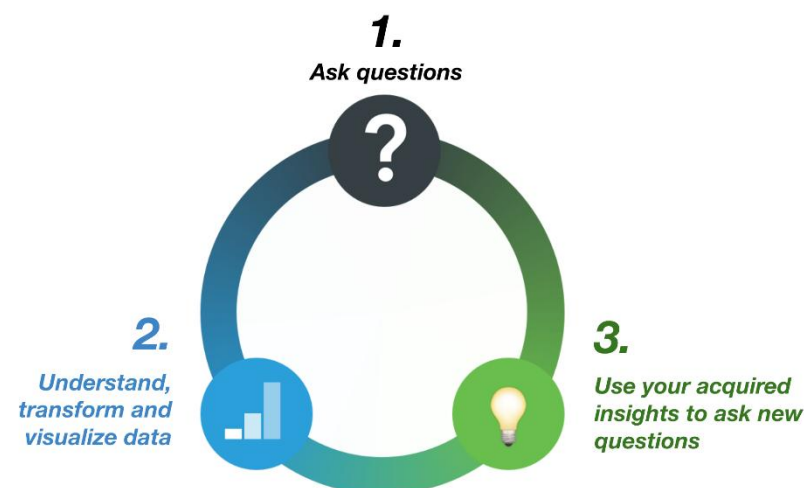 1.
Ask questions
?
2.
Understand,
transform and
visualize data
3.
Use your acquired
insights to ask new
questions